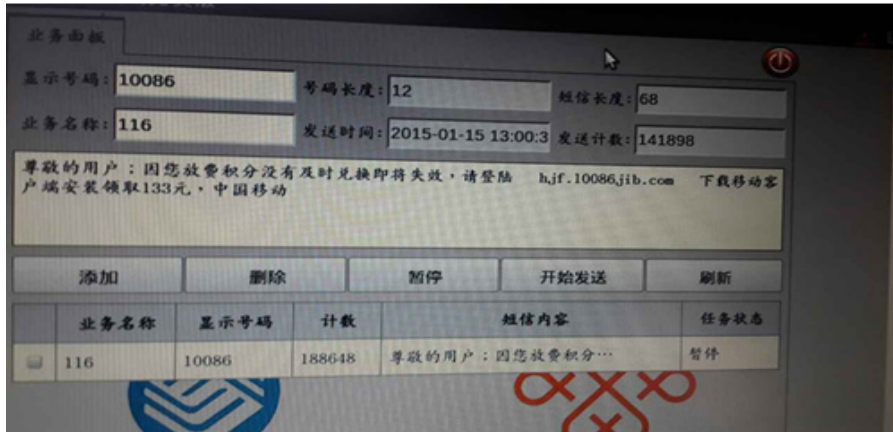 业务面板
显示号码: 10086 号码长度: 12 短信长度: 68
业务名称: 116 发送时间: 2015-01-15 13:00:3 发送计数: 141898
尊敬的用户：因您放费积分没有及时兑换即将失效，请登陆 hjf.10086.jib.com 下载移动客
户端安装领取133元，中国移动
添加 删除 暂停 开始发送 刷新
业务名称 显示号码 计数 短信内容 任务状态
116 10086 188648 尊敬的用户：因您放费积分… 暂停